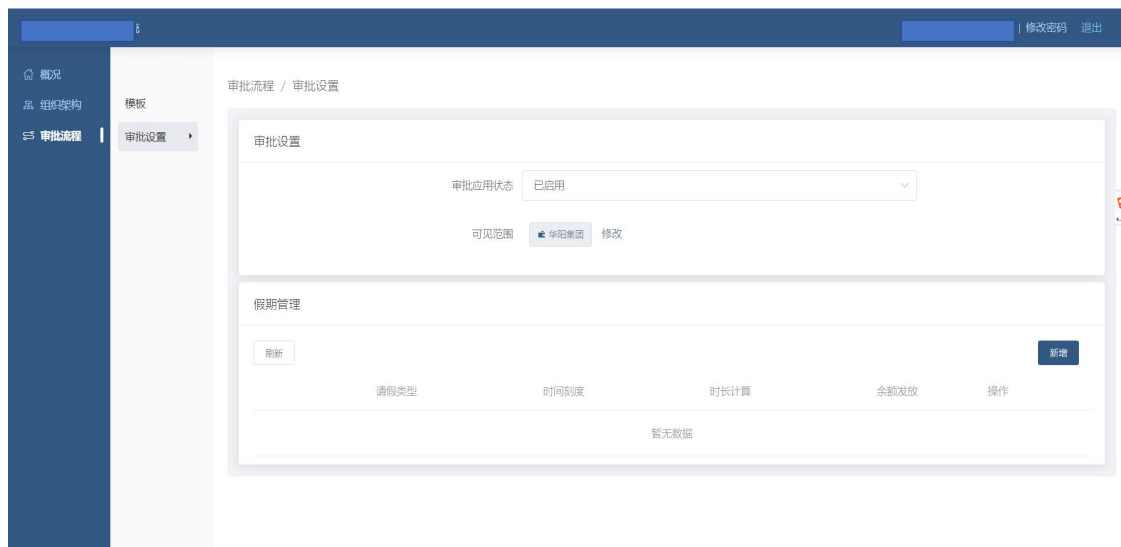 统
| 修改密码 退出
概况
组织架构
审批流程
模板
审批设置
审批流程 / 审批设置
审批设置
审批应用状态 已启用
可见范围 华阳集团 修改
假期管理
刷新 新增
请假类型 时间刻度 时长计算 余额发放 操作
暂无数据